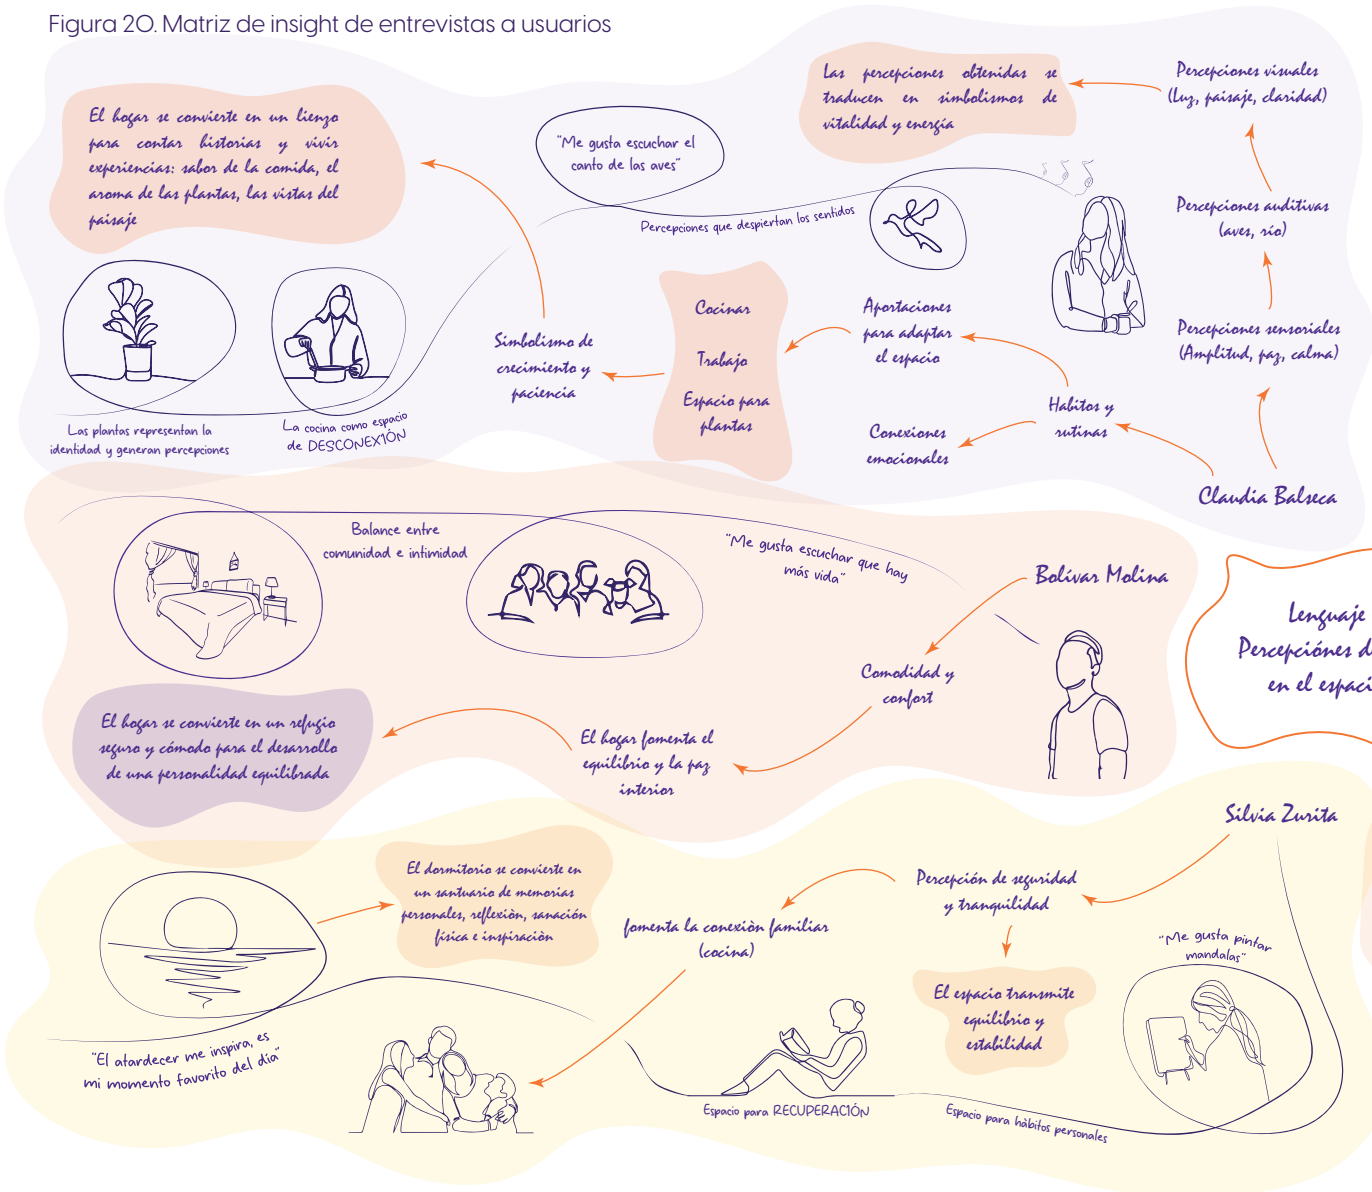 Figura 20. Matriz de insight de entrevistas a usuarios
El hogar se convierte en un lienzo
para contar historias y vivir
experiencias: sabor de la comida, el
aroma de las plantas, las vistas del
paisaje
"Me gusta escuchar el
canto de las aves"
Las percepciones obtenidas se
traducen en simbolismos de
vitalidad y energía
Percepciones visuales
(Luz, paisaje, claridad)
Percepciones que despiertan los sentidos
Percepciones auditivas
(aves, río)
Percepciones sensoriales
(Amplitud, paz, calma)
Simbolismo de
crecimiento y
paciencia
Cocinar
Trabajo
Espacio para
plantas
Aportaciones
para adaptar
el espacio
Conexiones
emocionales
Habitos y
rutinas
Claudia Balseca
Las plantas representan la
identidad y generan percepciones
La cocina como espacio
de DESCONEXIÓN
Balance entre
comunidad e intimidad
"Me gusta escuchar que hay
más vida"
Bolívar Molina
Comodidad y
confort
El hogar fomenta el
equilibrio y la paz
interior
El hogar se convierte en un refugio
seguro y cómodo para el desarrollo
de una personalidad equilibrada
Lenguaje
Percepciónes d
en el espaci
Silvia Zurita
Percepción de seguridad
y tranquilidad
El espacio transmite
equilibrio y
estabilidad
fomenta la conexiòn familiar
(cocina)
El dormitorio se convierte en
un santuario de memorias
personales, reflexiòn, sanación
física e inspiraciòn
"El atardecer me inspira, es
mi momento favorito del día"
Espacio para RECUPERACIÓN
"Me gusta pintar
mandalas"
Espacio para hàbitos personales